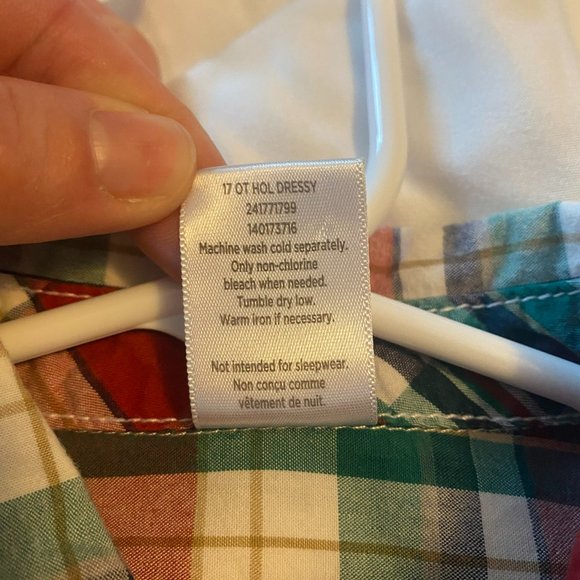 17 OT HOL DRESSY
241771799
140173716
Machine wash cold separately.
Only non-chlorine
bleach when needed.
Tumble dry low.
Warm iron if necessary.
Not intended for sleepwear.
Non conçu comme
vêtement de nuit.